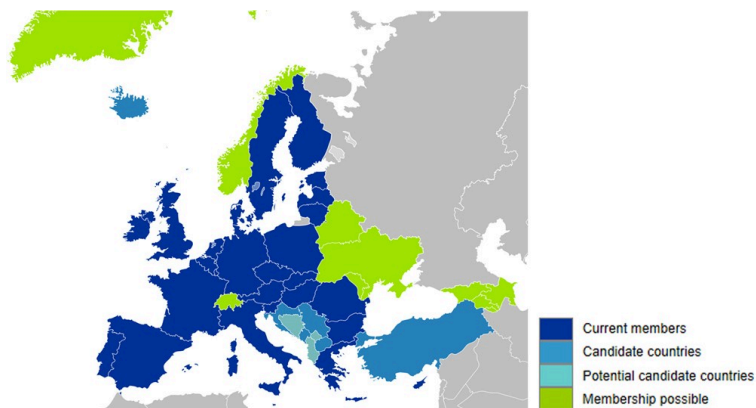 Current members
Candidate countries
Potential candidate countries
Membership possible